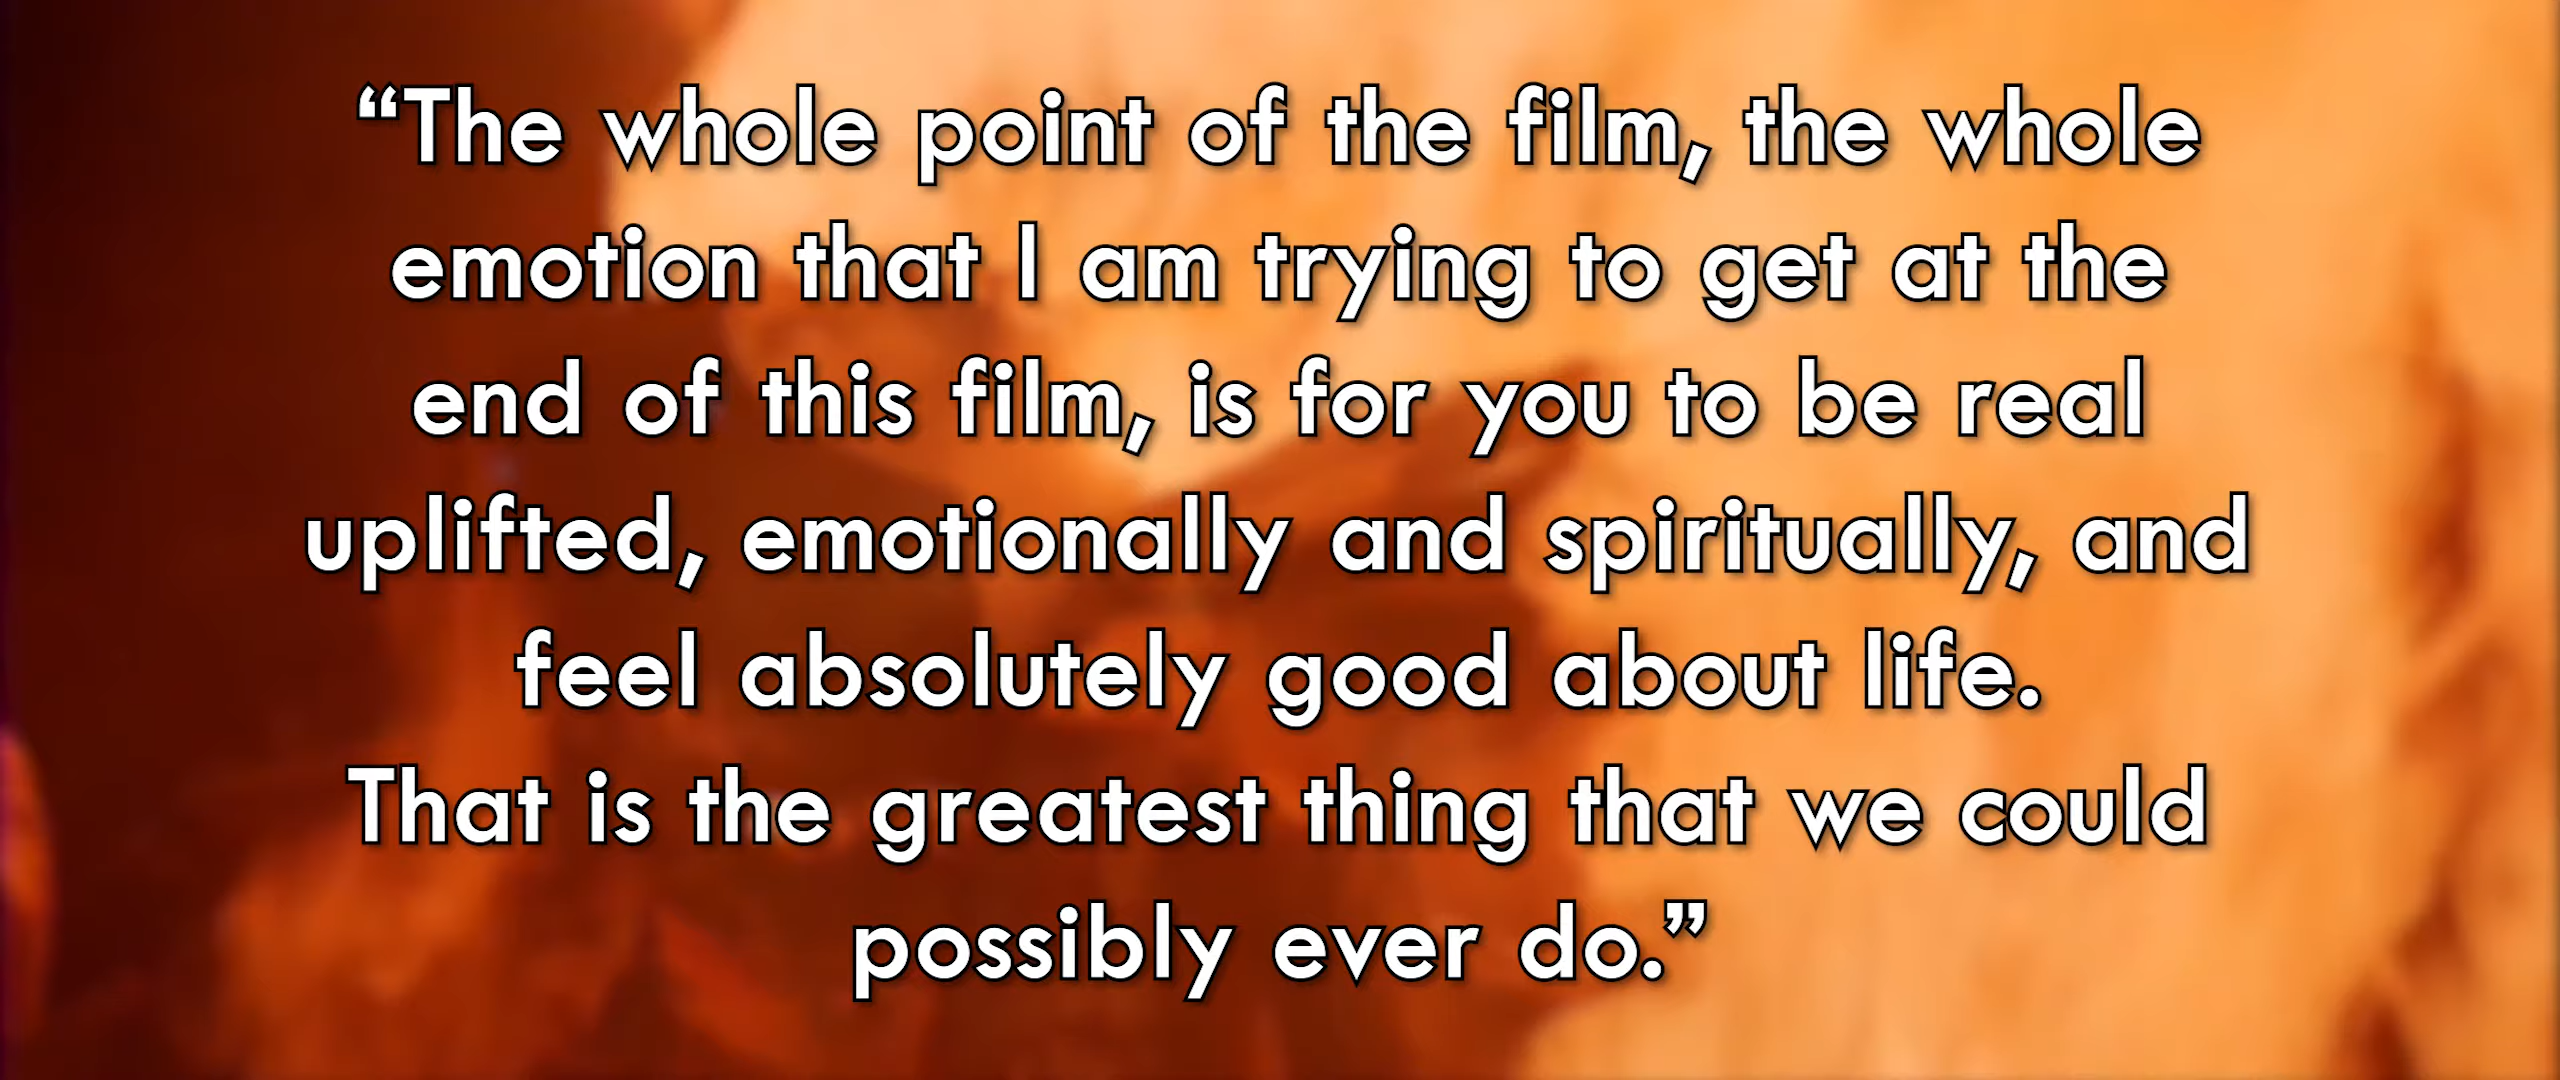 “The whole point of the film, the whole
emotion that I am trying to get at the
end of this film, is for you to be real
uplifted, emotionally and spiritually, and
feel absolutely good about life.
That is the greatest thing that we could
possibly ever do.”